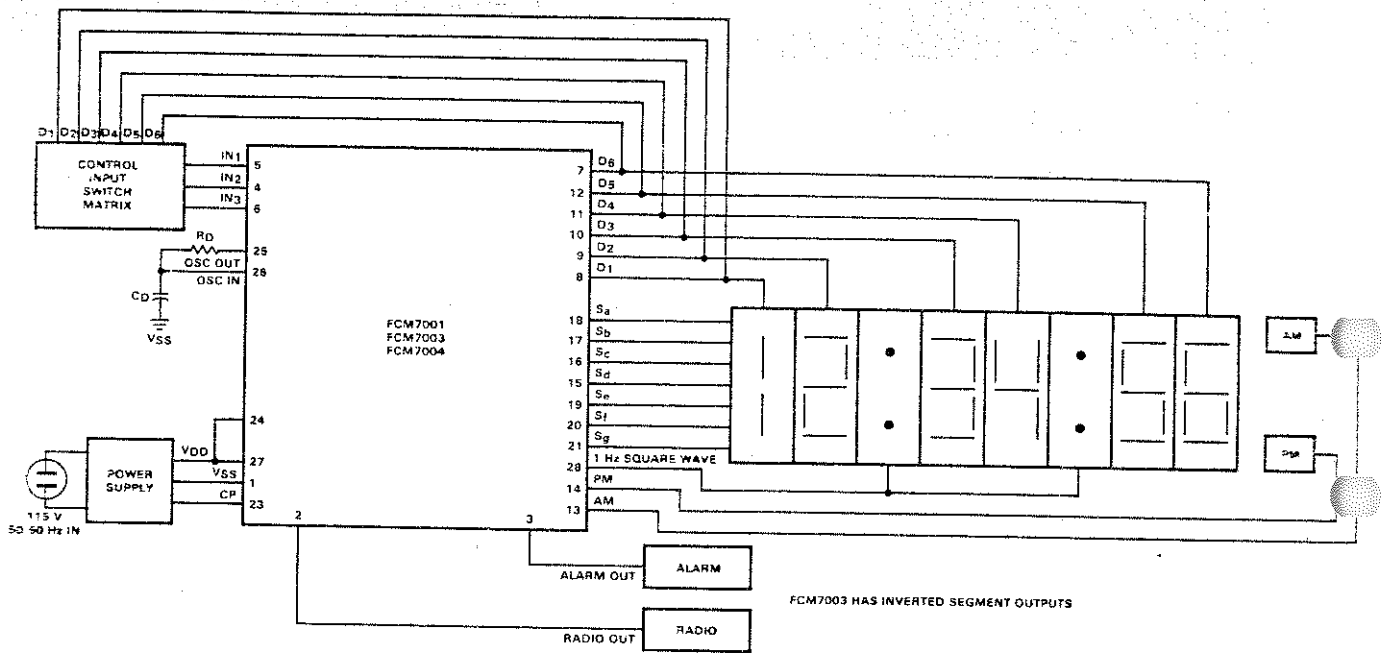 D1 D2 D3 D4 D5 D6
CONTROL
INPUT
SWITCH
MATRIX
IN1
5
IN2
4
IN3
6
RD
25
OSC OUT
26
OSC IN
CD
VSS
FCM7001
FCM7003
FCM7004
D6
7
D5
12
D4
11
D3
10
D2
9
D1
8
Sa
18
Sb
17
Sc
16
Sd
15
Se
19
Sf
20
Sg
21
1 Hz SQUARE WAVE
28
PM
14
AM
13
AM
PM
24
VDD
27
VSS
1
CP
23
POWER
SUPPLY
115 V
50 60 Hz IN
2
3
ALARM OUT
ALARM
RADIO OUT
RADIO
FCM7003 HAS INVERTED SEGMENT OUTPUTS